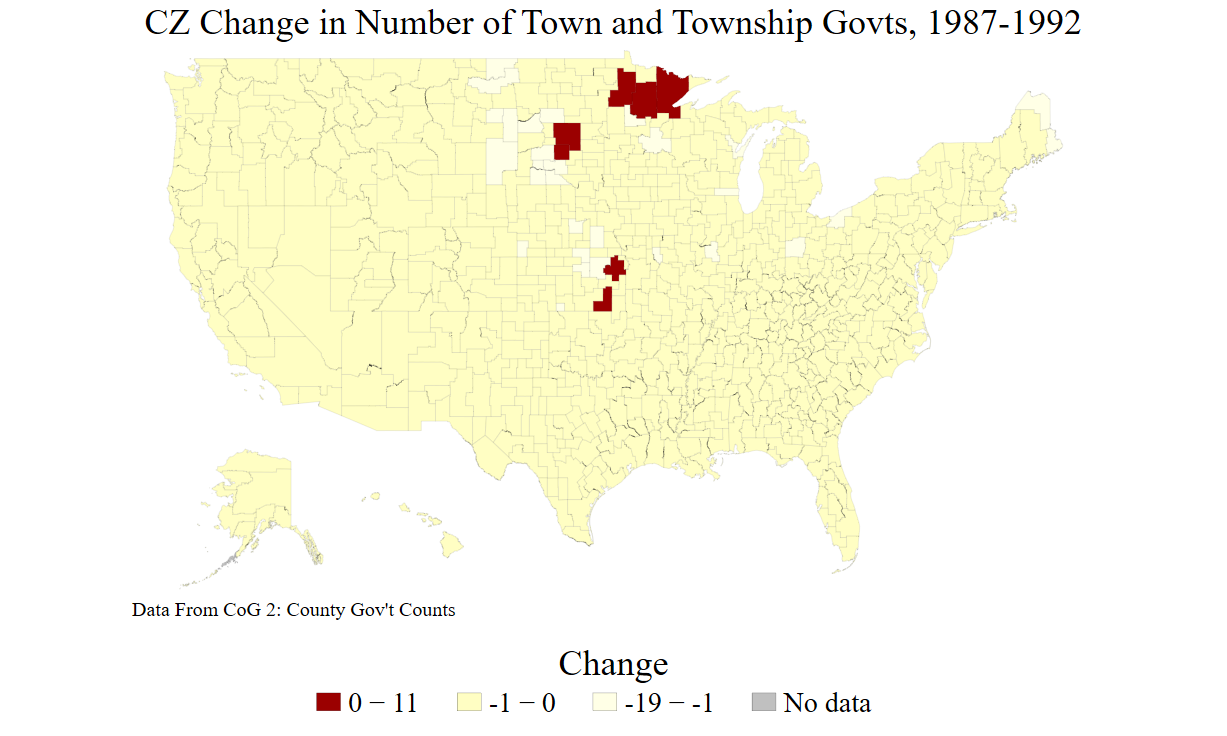 CZ Change in Number of Town and Township Govts, 1987-1992
Data From CoG 2: County Gov't Counts
Change
0 − 11 -1 − 0 -19 − -1 No data